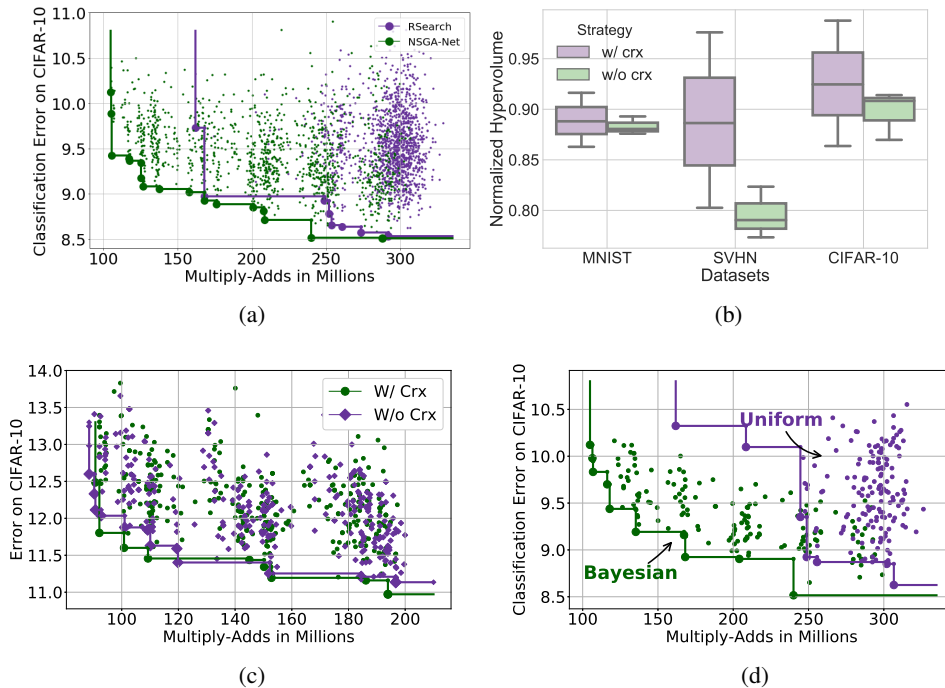 11.0
10.5
10.0
9.5
9.0
8.5
Classification Error on CIFAR-10
RSearch
NSGA-Net
100 150 200 250 300
Multiply-Adds in Millions
(a)
0.95
0.90
0.85
0.80
Normalized Hypervolume
Strategy
w/ crx
w/o crx
MNIST SVHN CIFAR-10
Datasets
(b)
14.0
13.5
13.0
12.5
12.0
11.5
11.0
Error on CIFAR-10
W/ Crx
W/o Crx
100 120 140 160 180 200
Multiply-Adds in Millions
(c)
10.5
10.0
9.5
9.0
8.5
Classification Error on CIFAR-10
Uniform
Bayesian
100 150 200 250 300
Multiply-Adds in Millions
(d)